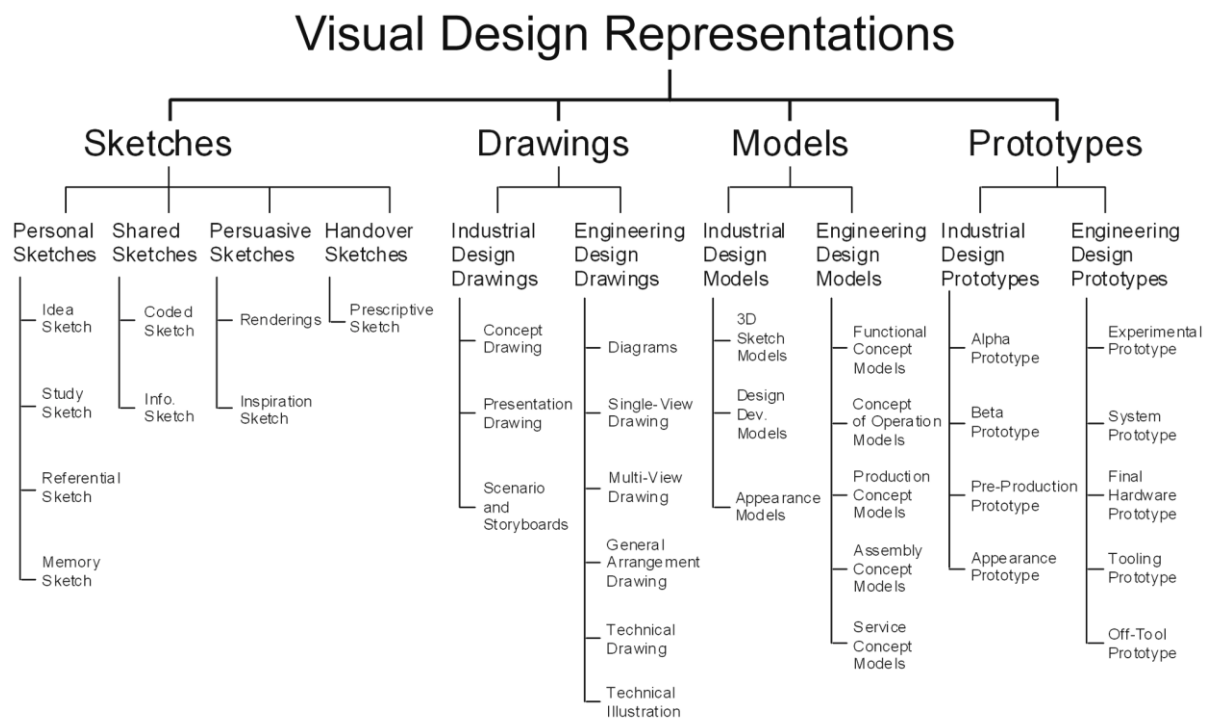 Visual Design Representations
Sketches
Drawings
Models
Prototypes
Personal
Sketches
Shared
Sketches
Persuasive
Sketches
Handover
Sketches
Industrial
Design
Drawings
Engineering
Design
Drawings
Industrial
Design
Models
Engineering
Design
Models
Industrial
Design
Prototypes
Engineering
Design
Prototypes
Idea
Sketch
Study
Sketch
Referential
Sketch
Memory
Sketch
Coded
Sketch
Info.
Sketch
Renderings
Inspiration
Sketch
Prescriptive
Sketch
Concept
Drawing
Presentation
Drawing
Scenario
and
Storyboards
Diagrams
Single-View
Drawing
Multi-View
Drawing
General
Arrangement
Drawing
Technical
Drawing
Technical
Illustration
3D
Sketch
Models
Design
Dev.
Models
Appearance
Models
Functional
Concept
Models
Concept
of Operation
Models
Production
Concept
Models
Assembly
Concept
Models
Service
Concept
Models
Alpha
Prototype
Beta
Prototype
Pre-Production
Prototype
Appearance
Prototype
Experimental
Prototype
System
Prototype
Final
Hardware
Prototype
Tooling
Prototype
Off-Tool
Prototype